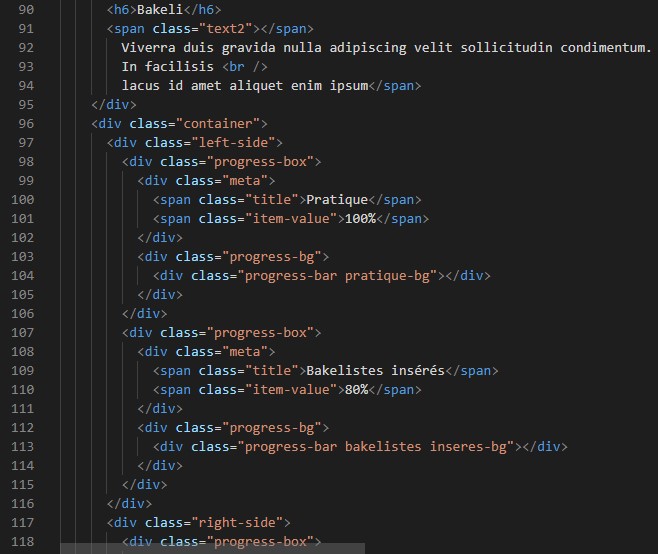 90 <h6>Bakeli</h6>
91 <span class="text2"></span>
92 Viverra duis gravida nulla adipiscing velit sollicitudin condimentum.
93 In facilisis <br />
94 lacus id amet aliquet enim ipsum</span>
95 </div>
96 <div class="container">
97 <div class="left-side">
98 <div class="progress-box">
99 <div class="meta">
100 <span class="title">Pratique</span>
101 <span class="item-value">100%</span>
102 </div>
103 <div class="progress-bg">
104 <div class="progress-bar pratique-bg"></div>
105 </div>
106 </div>
107 <div class="progress-box">
108 <div class="meta">
109 <span class="title">Bakelistes insérés</span>
110 <span class="item-value">80%</span>
111 </div>
112 <div class="progress-bg">
113 <div class="progress-bar bakelistes inseres-bg"></div>
114 </div>
115 </div>
116 </div>
117 <div class="right-side">
118 <div class="progress-box">